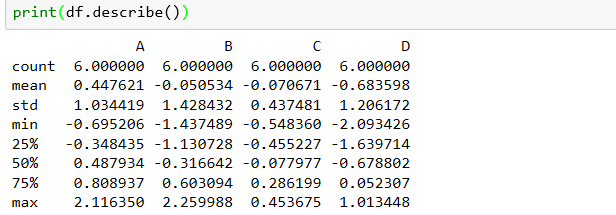 print(df.describe())
A B C D
count 6.000000 6.000000 6.000000 6.000000
mean 0.447621 -0.050534 -0.070671 -0.683598
std 1.034419 1.428432 0.437481 1.206172
min -0.695206 -1.437489 -0.548360 -2.093426
25% -0.348435 -1.130728 -0.455227 -1.639714
50% 0.487934 -0.316642 -0.077977 -0.678802
75% 0.808937 0.603094 0.286199 0.052307
max 2.116350 2.259988 0.453675 1.013448